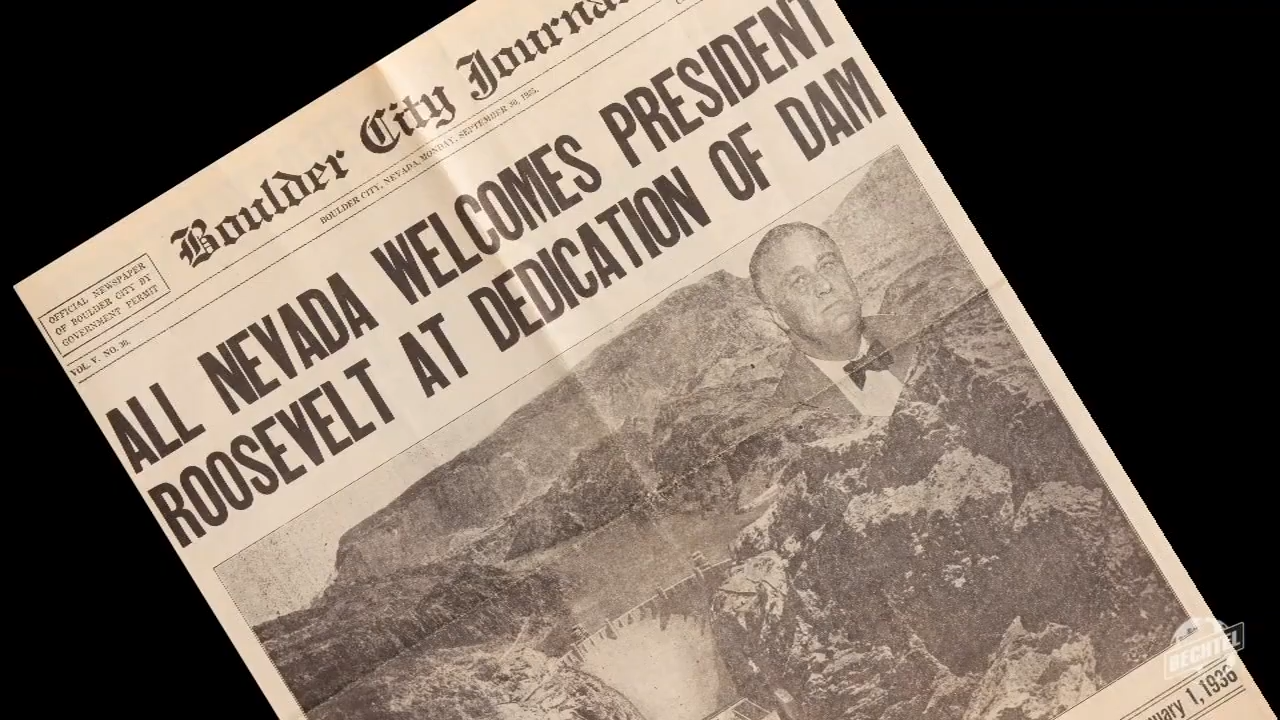 Boulder City Journal
BOULDER CITY, NEVADA, MONDAY, SEPTEMBER 30, 1935.
OFFICIAL NEWSPAPER
OF BOULDER CITY BY
GOVERNMENT PERMIT
VOL. V. NO. 38.
ALL NEVADA WELCOMES PRESIDENT
ROOSEVELT AT DEDICATION OF DAM
BECHTEL
uary 1, 1936